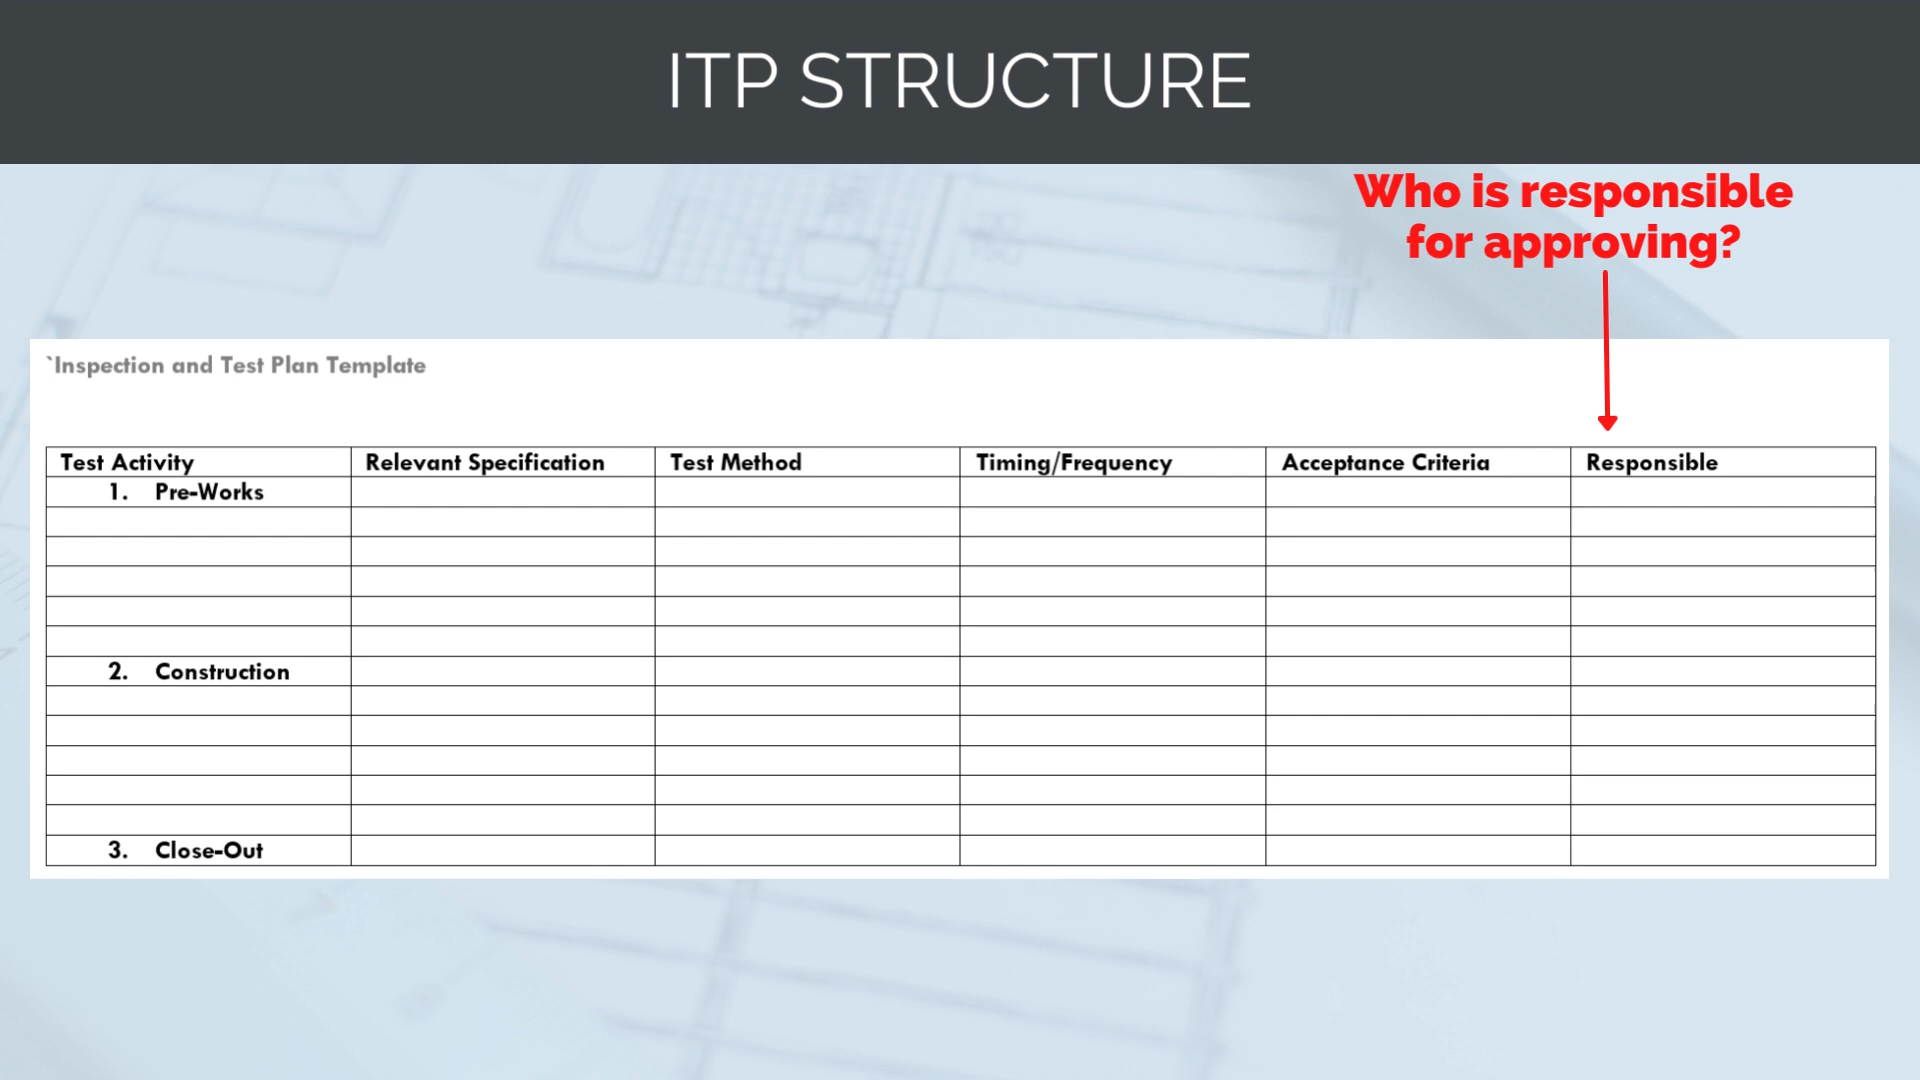 ITP STRUCTURE
Who is responsible
for approving?
`Inspection and Test Plan Template
Test Activity Relevant Specification Test Method Timing/Frequency Acceptance Criteria Responsible
1. Pre-Works
2. Construction
3. Close-Out